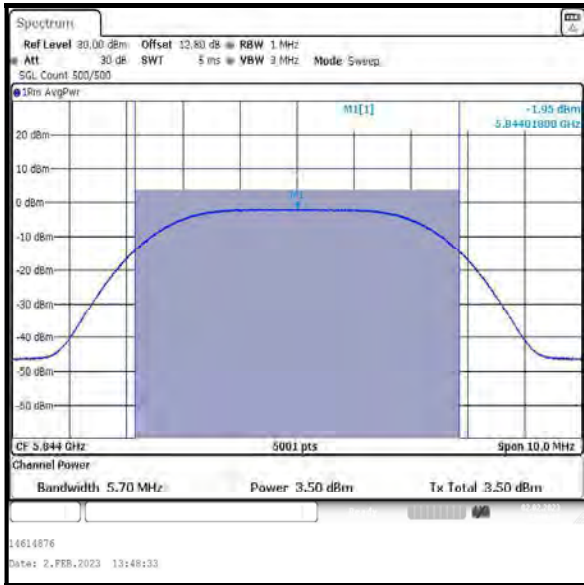 Spectrum
Ref Level 30.00 dBm Offset 12.80 dB RBW 1 MHz
Att 30 dB SWT 5 ms VBW 3 MHz Mode Sweep
SGL Count 500/500
1Rm AvgPwr
M1[1] -1.95 dBm
5.84401800 GHz
20 dBm
10 dBm
M1
0 dBm
-10 dBm
-20 dBm
-30 dBm
-40 dBm
-50 dBm
-60 dBm
CF 5.844 GHz 5001 pts Span 10.0 MHz
Channel Power
Bandwidth 5.70 MHz Power 3.50 dBm Tx Total 3.50 dBm
02.02.2023
14614876
Date: 2.FEB.2023 13:48:33